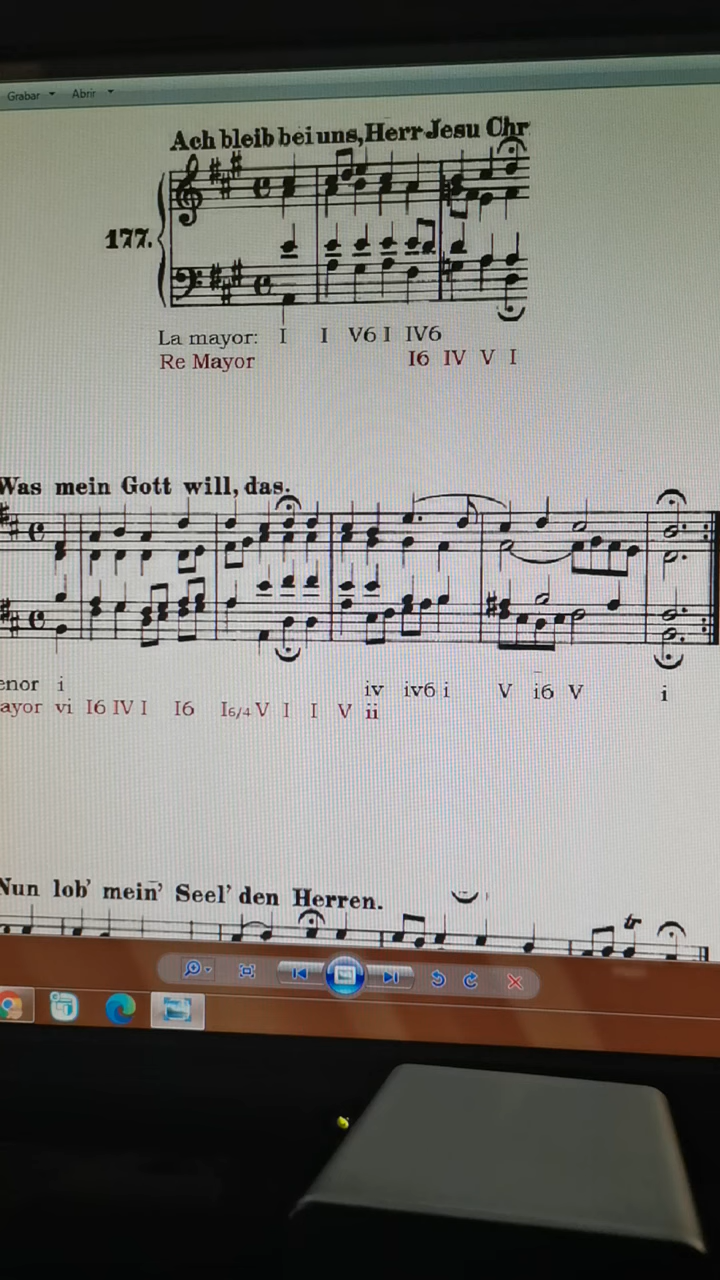 Grabar Abrir
Ach bleib bei uns, Herr Jesu Chr
177.
La mayor: I I V6 I IV6
Re Mayor I6 IV V I
Was mein Gott will, das.
enor i iv iv6 i V i6 V i
ayor vi I6 IV I I6 I6/4 V I I V ii
Nun lob' mein' Seel' den Herren.
tr